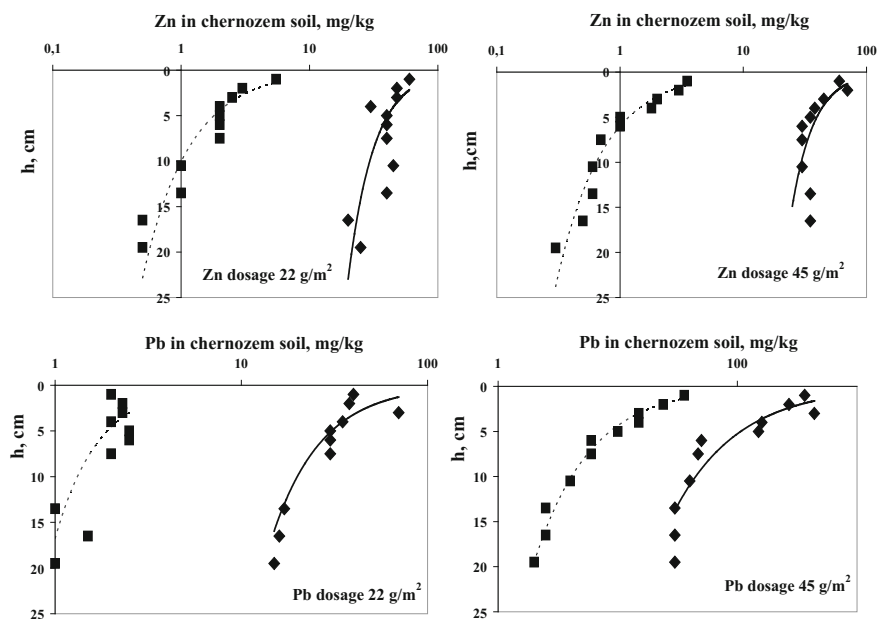 Zn in chernozem soil, mg/kg
0,1 1 10 100
0
5
10
15
20
25
h, cm
Zn dosage 22 g/m²
Zn in chernozem soil, mg/kg
0,1 1 10 100
0
5
10
15
20
25
h,cm
Zn dosage 45 g/m²
Pb in chernozem soil, mg/kg
1 10 100
0
5
10
15
20
25
h, cm
Pb dosage 22 g/m²
Pb in chernozem soil, mg/kg
1 100
0
5
10
15
20
25
h, cm
Pb dosage 45 g/m²